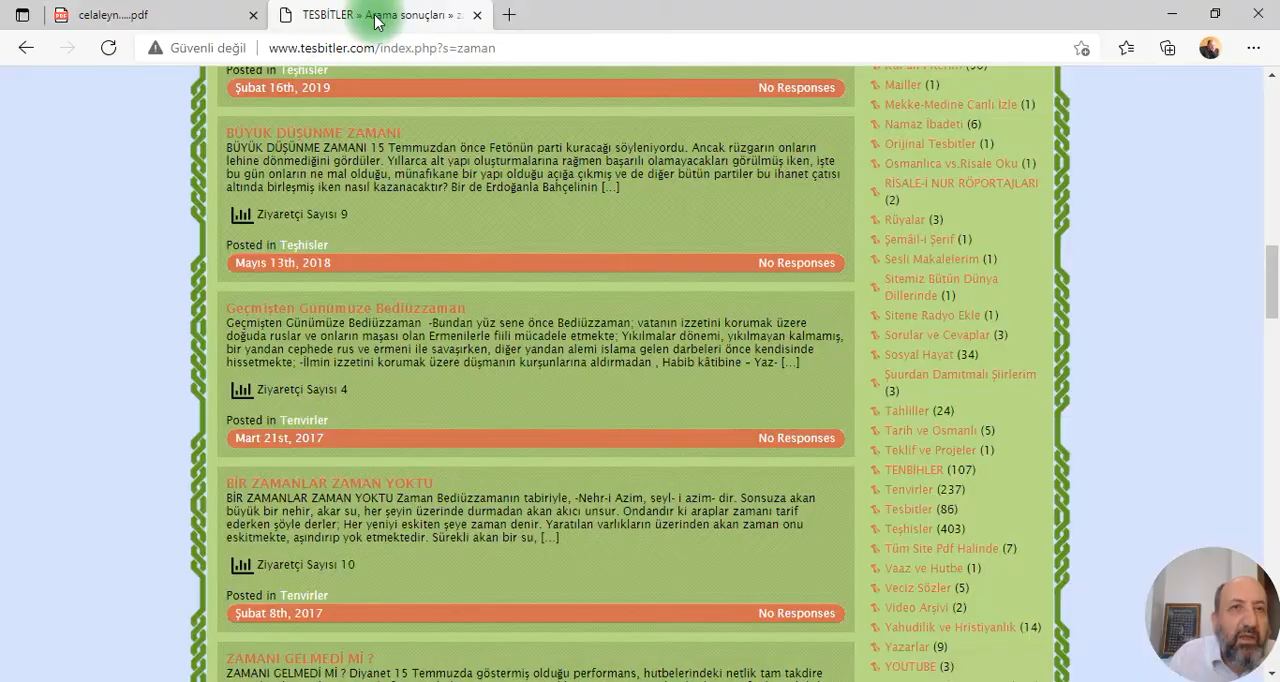 celaleyn.....pdf
TESBİTLER » Arama sonuçları » z
Güvenli değil
www.tesbitler.com/index.php?s=zaman
Posted in Teşhisler
Şubat 16th, 2019 No Responses
BÜYÜK DÜŞÜNME ZAMANI
BÜYÜK DÜŞÜNME ZAMANI 15 Temmuzdan önce Fetönün parti kuracağı söyleniyordu. Ancak rüzgarın onların
lehine dönmediğini gördüler. Yıllarca alt yapı oluşturmalarına rağmen başarılı olamayacakları görülmüş iken, işte
bu gün onların ne mal olduğu, münafıkane bir yapı olduğu açığa çıkmış ve de diğer bütün partiler bu ihanet çatısı
altında birleşmiş iken nasıl kazanacaktır? Bir de Erdoğanla Bahçelinin [...]
Ziyaretçi Sayısı 9
Posted in Teşhisler
Mayıs 13th, 2018 No Responses
Geçmişten Günümüze Bediüzzaman
Geçmişten Günümüze Bediüzzaman -Bundan yüz sene önce Bediüzzaman; vatanın izzetini korumak üzere
doğuda ruslar ve onların maşası olan Ermenilerle fiili mücadele etmekte; Yıkılmalar dönemi, yıkılmayan kalmamış,
bir yandan cephede rus ve ermeni ile savaşırken, diğer yandan alemi islama gelen darbeleri önce kendisinde
hissetmekte; -İlmin izzetini korumak üzere düşmanın kurşunlarına aldırmadan , Habib kâtibine – Yaz- [...]
Ziyaretçi Sayısı 4
Posted in Tenvirler
Mart 21st, 2017 No Responses
BİR ZAMANLAR ZAMAN YOKTU
BİR ZAMANLAR ZAMAN YOKTU Zaman Bediüzzamanın tabiriyle, -Nehr-i Azim, seyl- i azim- dir. Sonsuza akan
büyük bir nehir, akar su, her şeyin üzerinde durmadan akan akıcı unsur. Ondandır ki araplar zamanı tarif
ederken şöyle derler; Her yeniyi eskiten şeye zaman denir. Yaratılan varlıkların üzerinden akan zaman onu
eskitmekte, aşındırıp yok etmektedir. Sürekli akan bir su, [...]
Ziyaretçi Sayısı 10
Posted in Tenvirler
Şubat 8th, 2017 No Responses
ZAMANI GELMEDİ Mİ ?
ZAMANI GELMEDİ Mİ ? Diyanet 15 Temmuzda göstermiş olduğu performans, hutbelerindeki netlik tam takdire
Mailler (1)
Mekke-Medine Canlı İzle (1)
Namaz İbadeti (6)
Orijinal Tesbitler (1)
Osmanlıca vs.Risale Oku (1)
RİSALE-İ NUR RÖPORTAJLARI
(2)
Rüyalar (3)
Şemâil-i Şerif (1)
Sesli Makalelerim (1)
Sitemiz Bütün Dünya
Dillerinde (1)
Sitene Radyo Ekle (1)
Sorular ve Cevaplar (3)
Sosyal Hayat (34)
Şuurdan Damıtmalı Şiirlerim
(3)
Tahliller (24)
Tarih ve Osmanlı (5)
Teklif ve Projeler (1)
TENBİHLER (107)
Tenvirler (237)
Tesbitler (86)
Teşhisler (403)
Tüm Site Pdf Halinde (7)
Vaaz ve Hutbe (1)
Veciz Sözler (5)
Video Arşivi (2)
Yahudilik ve Hristiyanlık (14)
Yazarlar (9)
YOUTUBE (3)